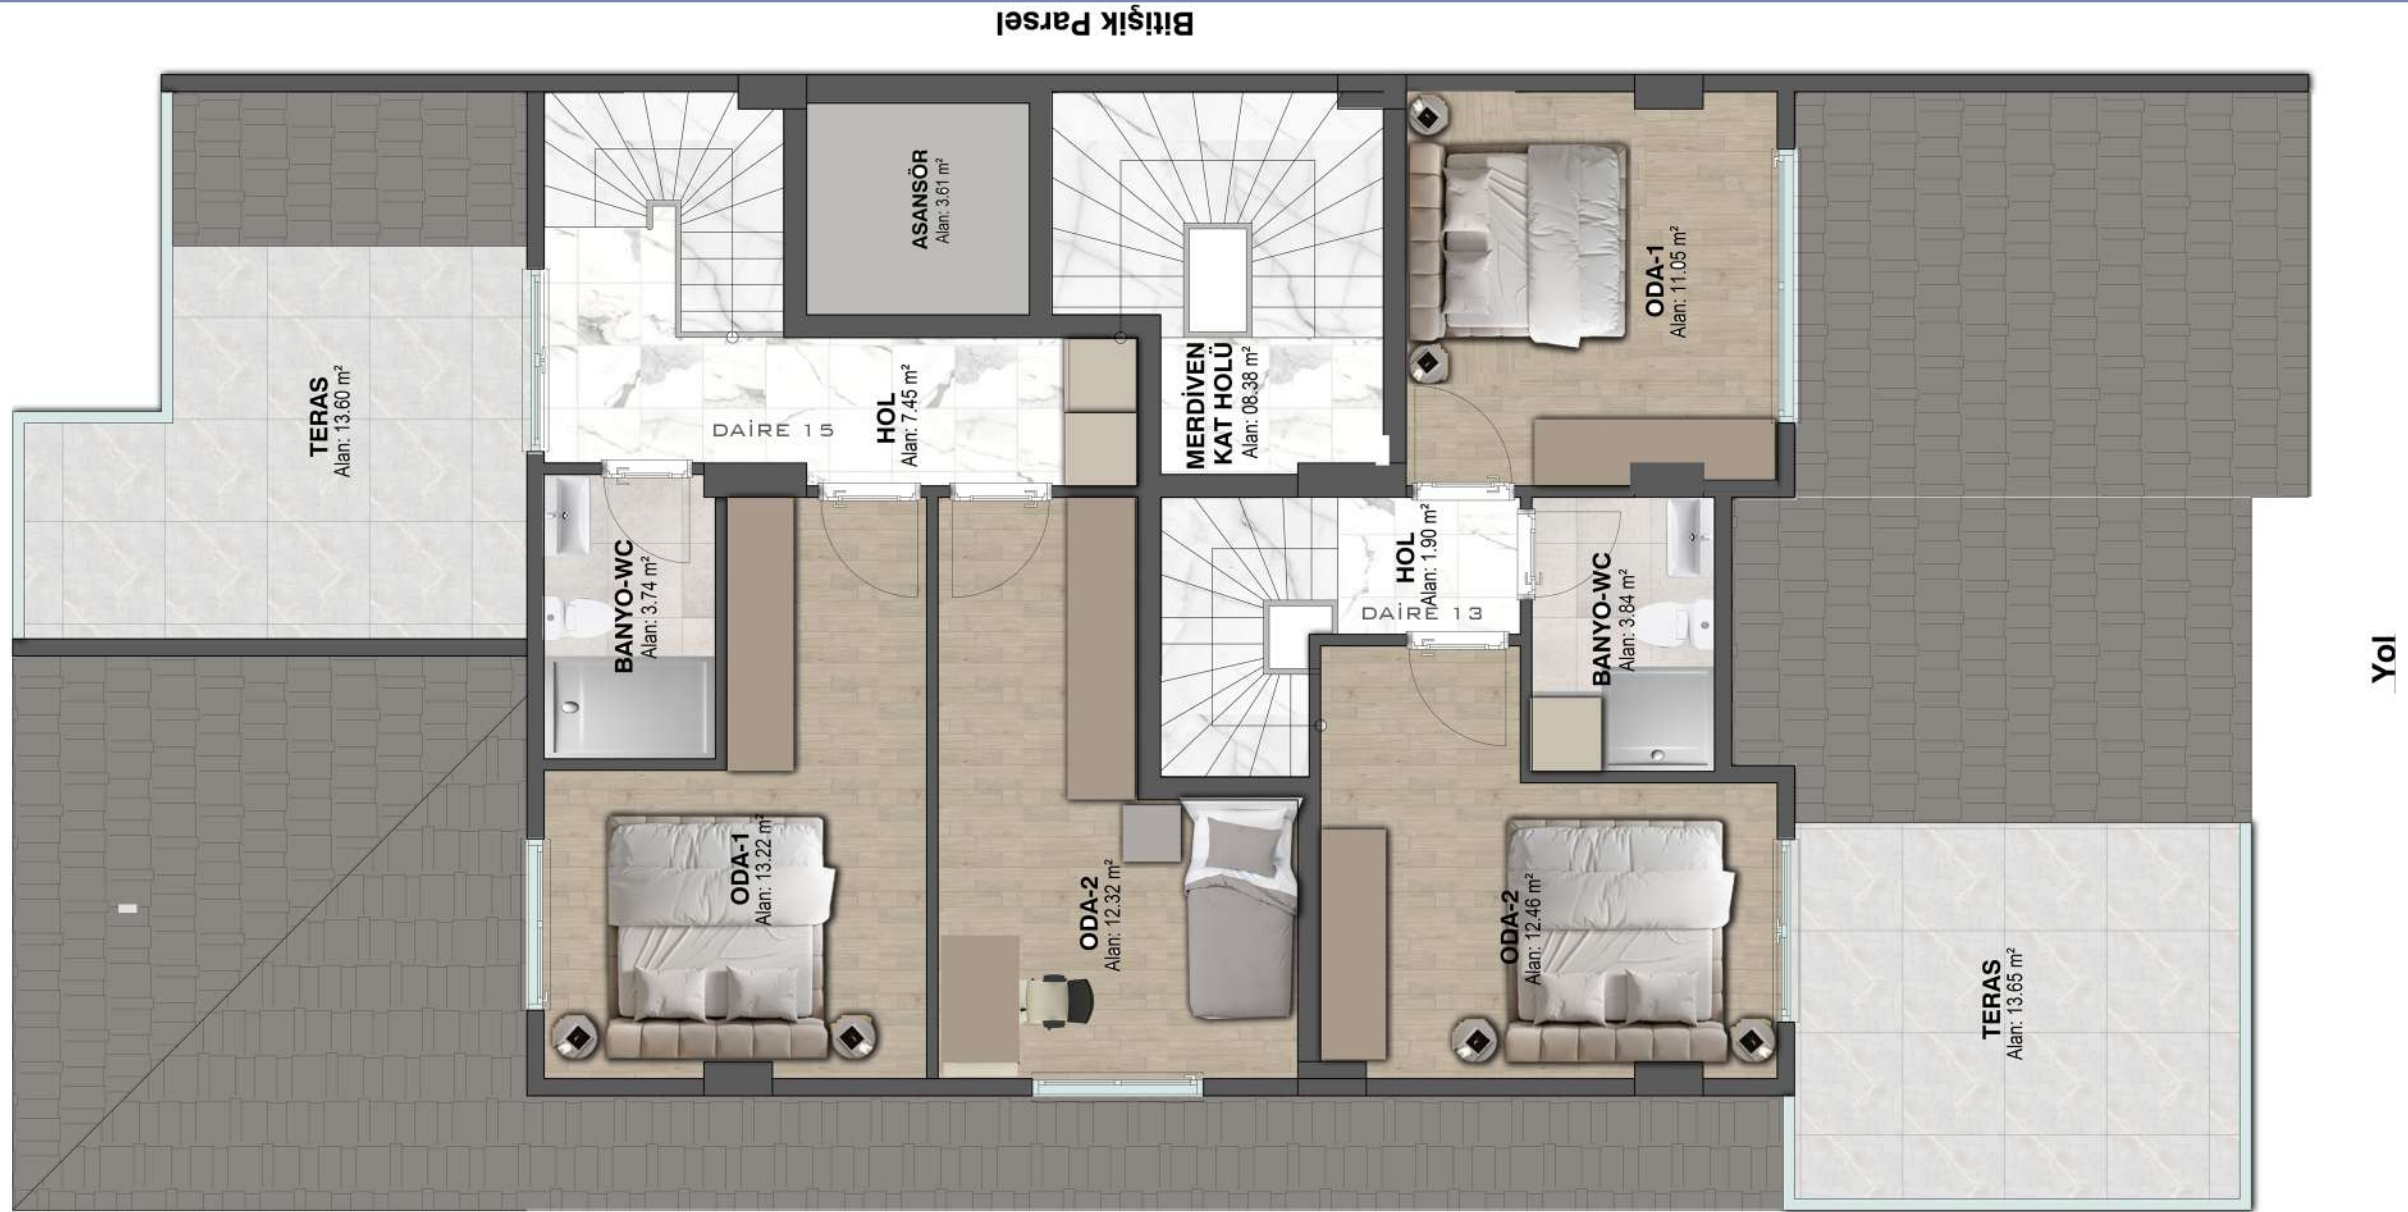 Bitişik Parsel
TERAS
Alan: 13.60 m²
ASANSÖR
Alan: 3.61 m²
DAİRE 15
HOL
Alan: 7.45 m²
MERDİVEN
KAT HOLÜ
Alan: 08.38 m²
ODA-1
Alan: 11.05 m²
BANYO-WC
Alan: 3.74 m²
HOL
Alan: 1.90 m²
DAİRE 13
BANYO-WC
Alan: 3.84 m²
ODA-1
Alan: 13.22 m²
ODA-2
Alan: 12.32 m²
ODA-2
Alan: 12.46 m²
TERAS
Alan: 13.65 m²
Yol